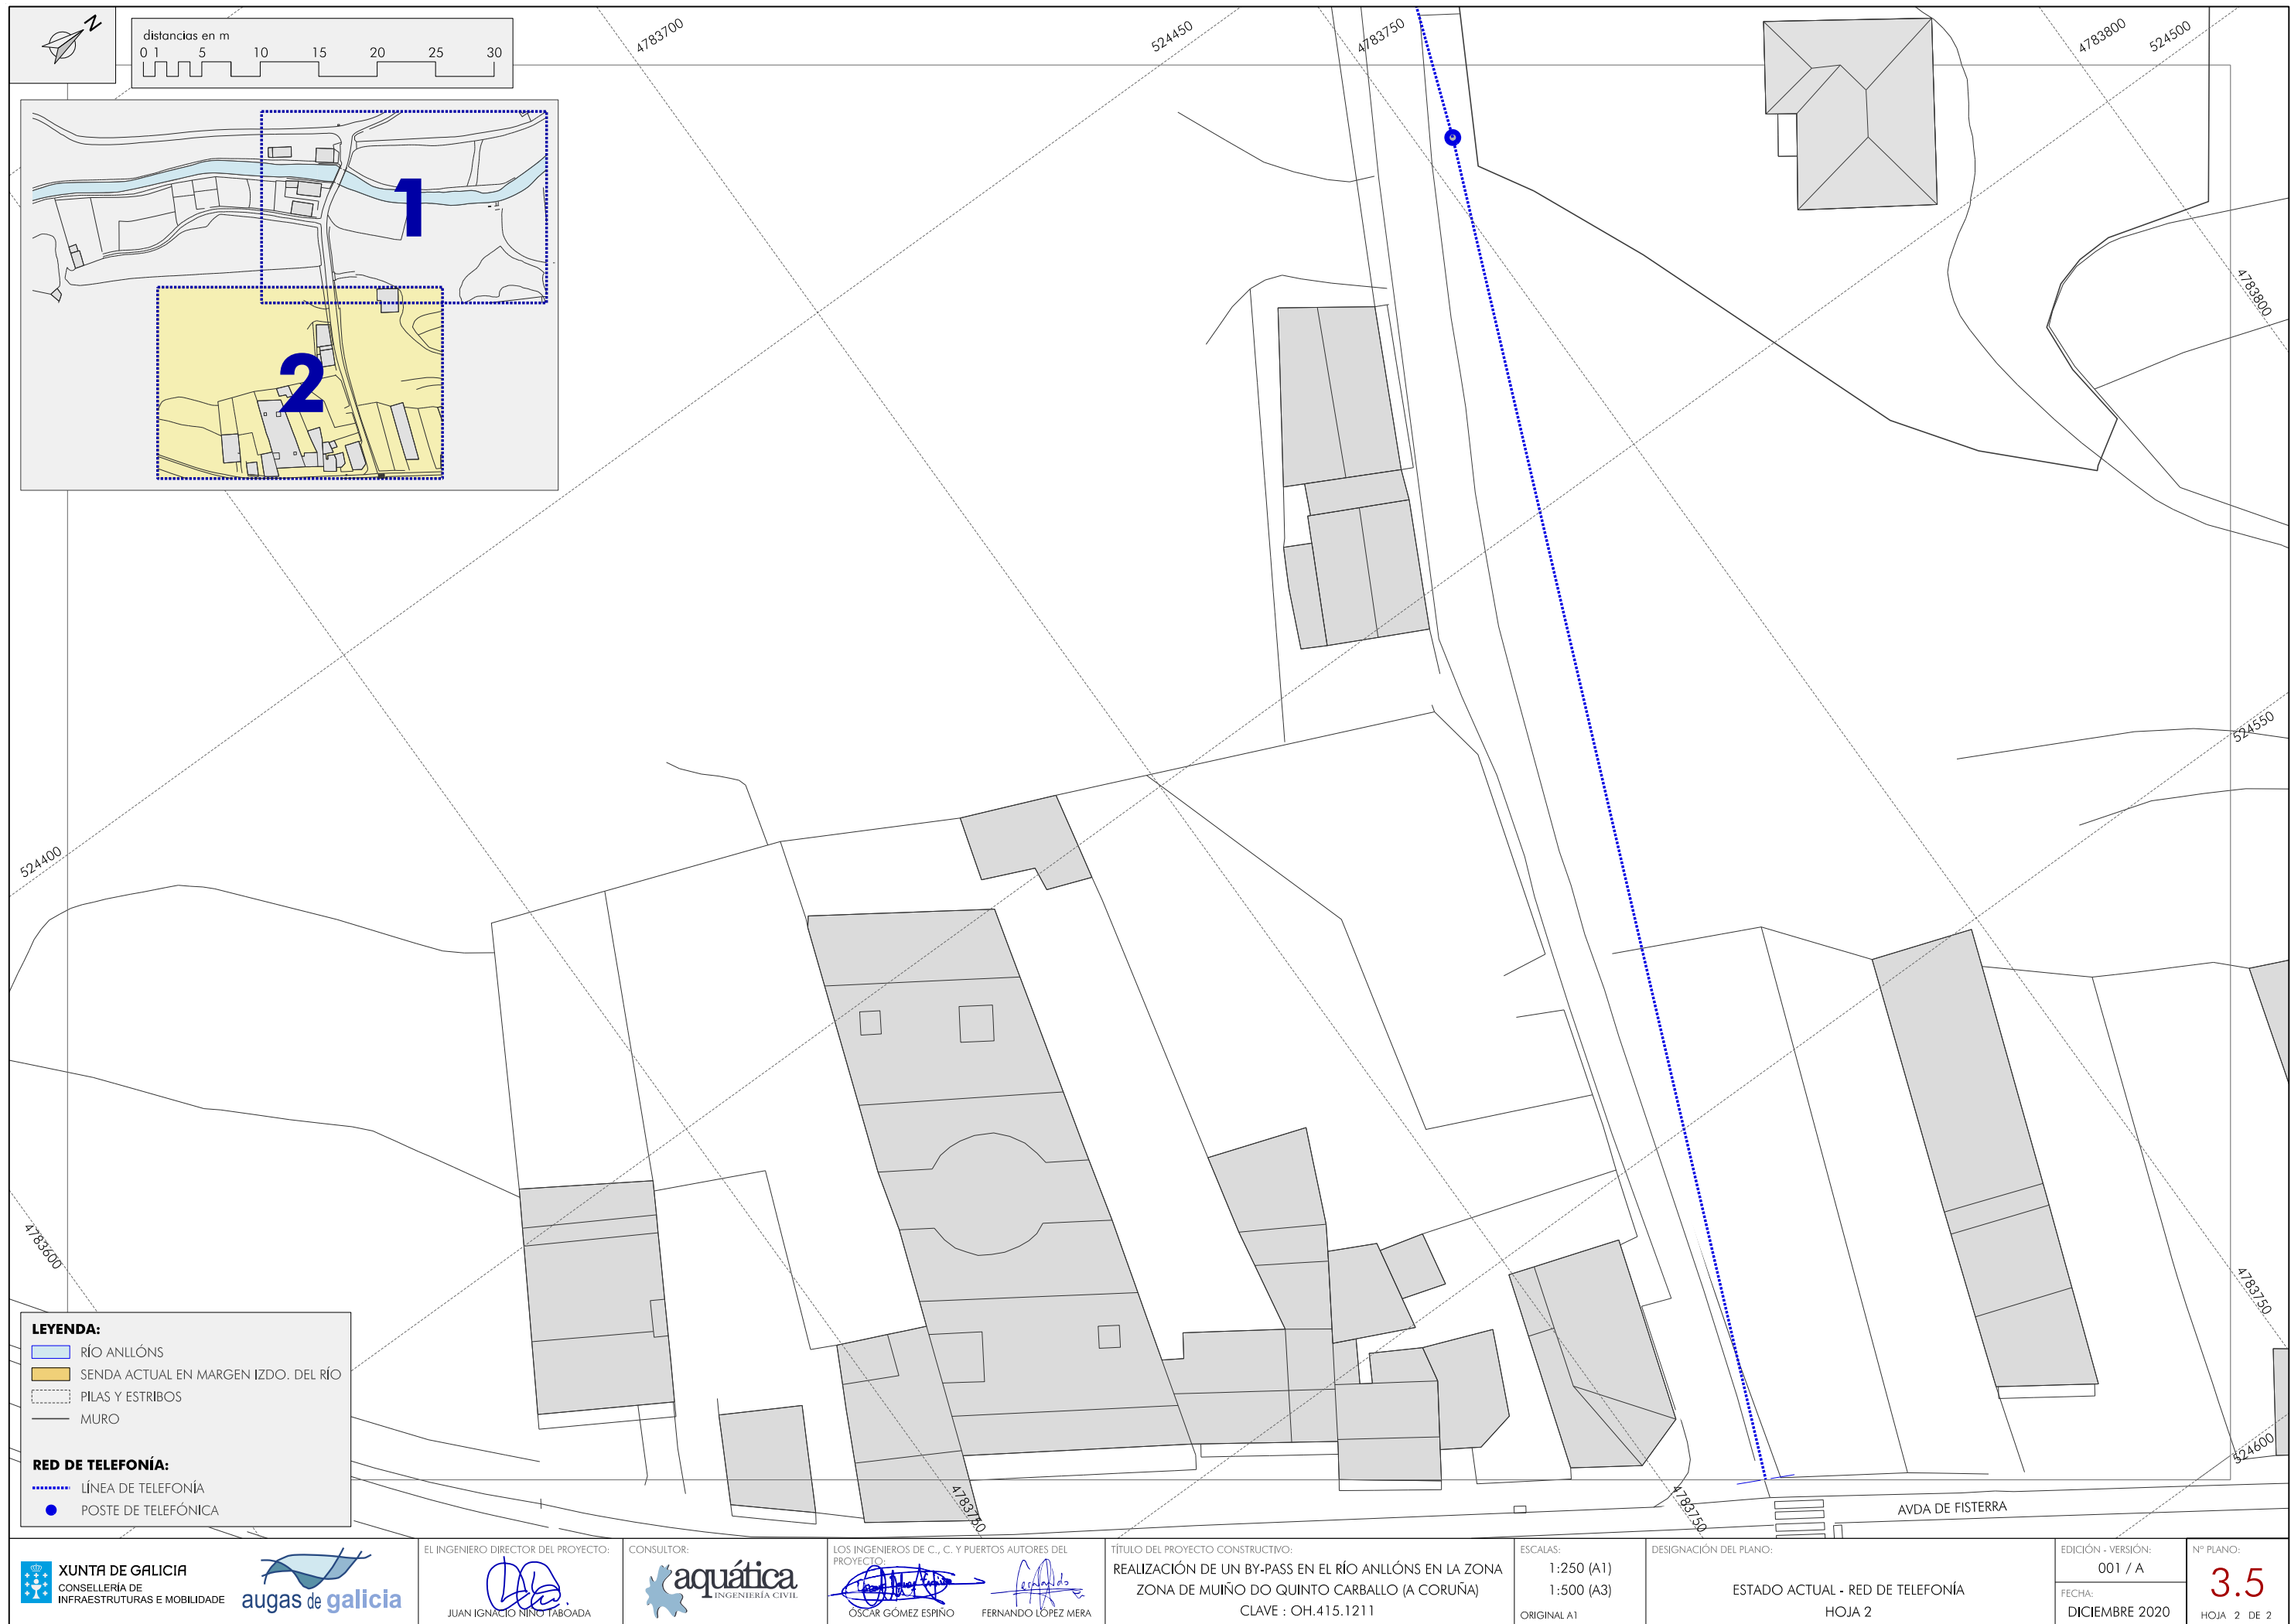 N
distancias en m
0 1 5 10 15 20 25 30
4783700
524450
4783750
4783800
524500
4783800
1
2
524550
524400
4783600
4783750
524600
4783750
4783750
AVDA DE FISTERRA
LEYENDA:
RÍO ANLLÓNS
SENDA ACTUAL EN MARGEN IZDO. DEL RÍO
PILAS Y ESTRIBOS
MURO
RED DE TELEFONÍA:
LÍNEA DE TELEFONÍA
POSTE DE TELEFÓNICA
XUNTA DE GALICIA
CONSELLERÍA DE
INFRAESTRUTURAS E MOBILIDADE
augas de galicia
EL INGENIERO DIRECTOR DEL PROYECTO:
JUAN IGNACIO NIÑO TABOADA
CONSULTOR:
aquática
INGENIERÍA CIVIL
LOS INGENIEROS DE C., C. Y PUERTOS AUTORES DEL
PROYECTO:
ÓSCAR GÓMEZ ESPIÑO
Fernando
FERNANDO LÓPEZ MERA
TÍTULO DEL PROYECTO CONSTRUCTIVO:
REALIZACIÓN DE UN BY-PASS EN EL RÍO ANLLÓNS EN LA ZONA
ZONA DE MUIÑO DO QUINTO CARBALLO (A CORUÑA)
CLAVE : OH.415.1211
ESCALAS:
1:250 (A1)
1:500 (A3)
ORIGINAL A1
DESIGNACIÓN DEL PLANO:
ESTADO ACTUAL - RED DE TELEFONÍA
HOJA 2
EDICIÓN - VERSIÓN:
001 / A
FECHA:
DICIEMBRE 2020
Nº PLANO:
3.5
HOJA 2 DE 2